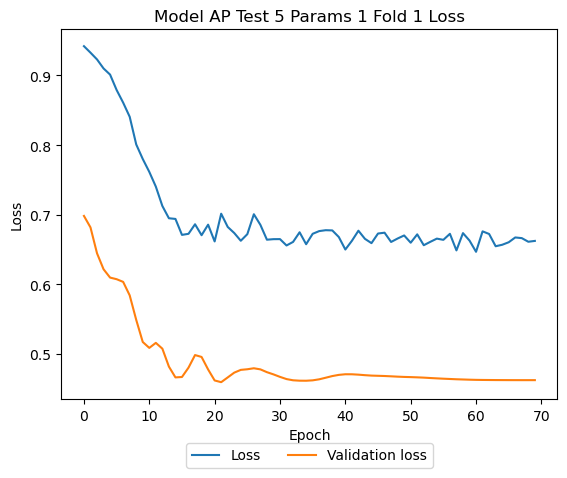 Model AP Test 5 Params 1 Fold 1 Loss
Loss
0.9
0.8
0.7
0.6
0.5
0 10 20 30 40 50 60 70
Epoch
Loss Validation loss